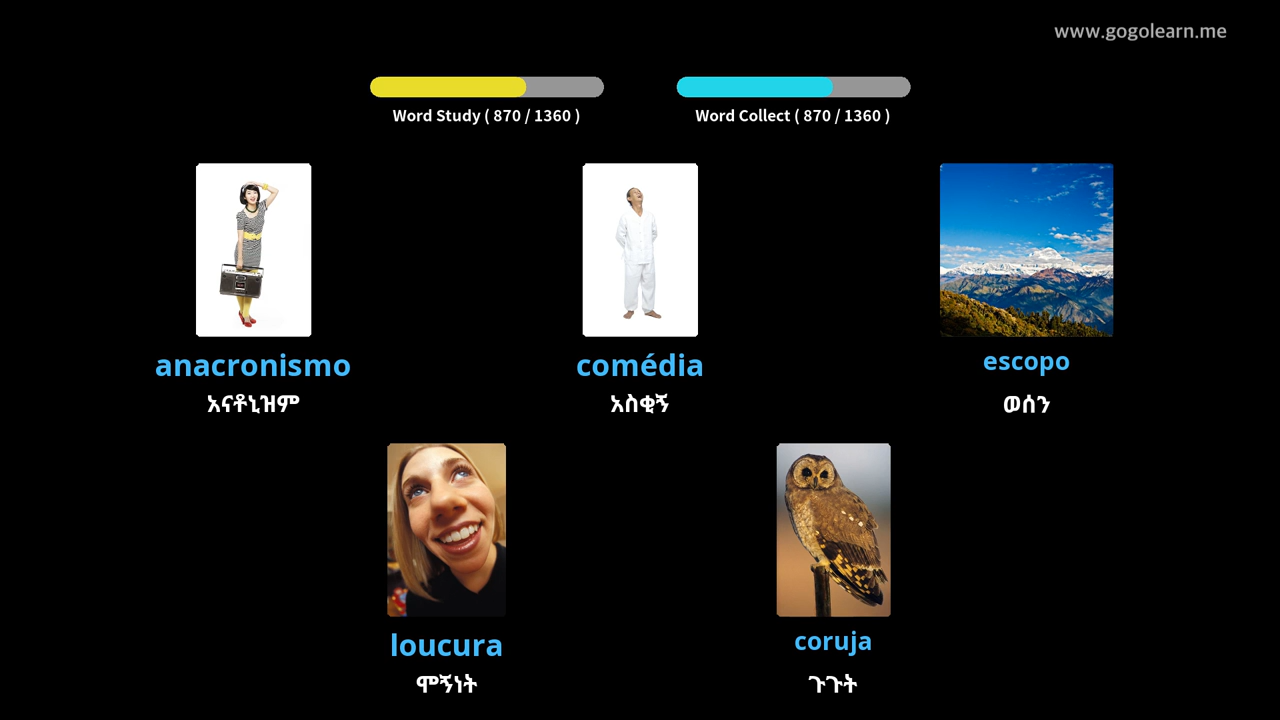 www.gogolearn.me
Word Study ( 870 / 1360 )
Word Collect ( 870 / 1360 )
anacronismo
comédia
escopo
አናቶኒዝም
አስቂኝ
ወሰን
loucura
coruja
ሞኝነት
ጉጉት